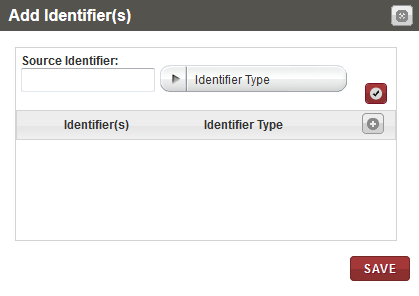 Add Identifier(s)
Source Identifier:
Identifier Type
Identifier(s) Identifier Type
SAVE